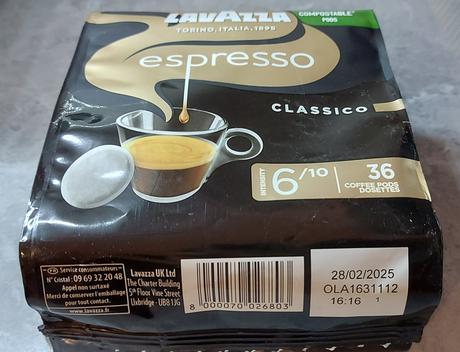 LAVAZZA
TORINO, ITALIA, 1895
COMPOSTABLE*
PODS
espresso
CLASSICO
INTENSITY
6/10
36
COFFEE PODS
DOSETTES
FR Service consommateurs
N° Cristal : 09 69 32 20 48
Appel non surtaxé
Merci de conserver l'emballage
pour tout contact.
www.lavazza.fr
Lavazza UK Ltd
The Charter Building
5th Floor Vine Street
Uxbridge - UB8 1JG
8 000070 026803
28/02/2025
OLA1631112
16:16 1